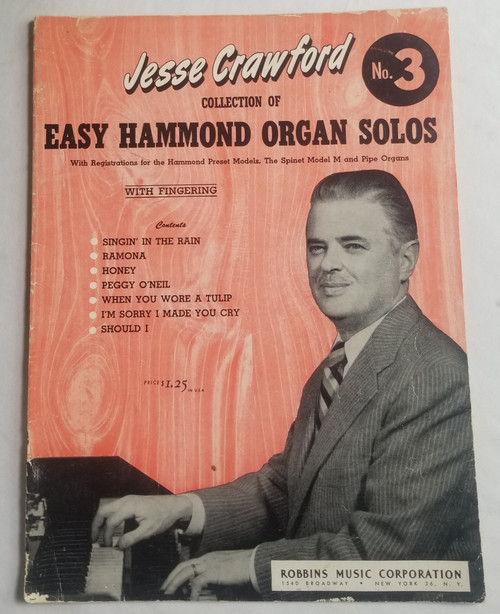 Jesse Crawford
No. 3
COLLECTION OF
EASY HAMMOND ORGAN SOLOS
With Registrations for the Hammond Preset Models, The Spinet Model M and Pipe Organs
WITH FINGERING
Contents
SINGIN' IN THE RAIN
RAMONA
HONEY
PEGGY O'NEIL
WHEN YOU WORE A TULIP
I'M SORRY I MADE YOU CRY
SHOULD I
PRICE $1.25 IN U.S.A.
ROBBINS MUSIC CORPORATION
1540 BROADWAY • NEW YORK 36, N. Y.